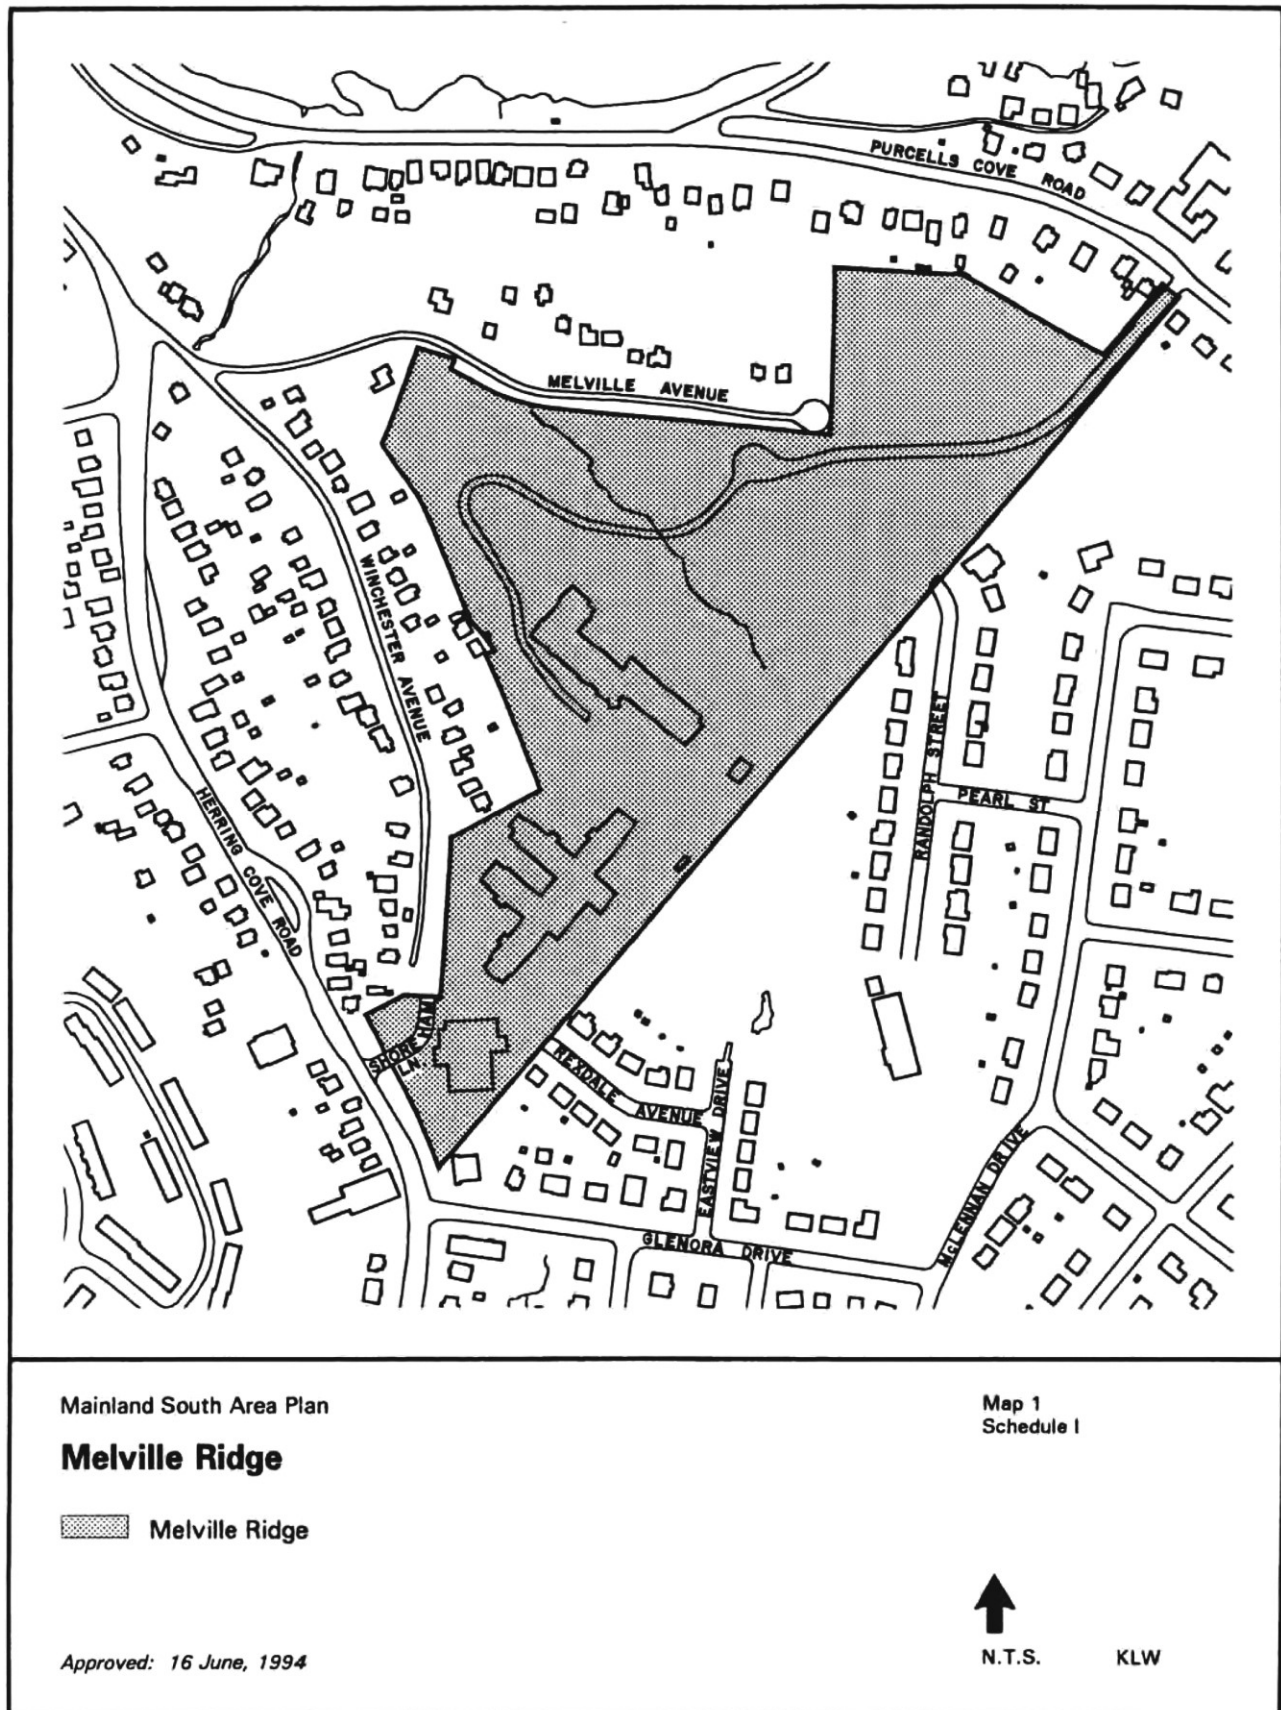 PURCELLS COVE ROAD
MELVILLE AVENUE
WINCHESTER AVENUE
RANDOLPH STREET
PEARL ST
HERRING COVE ROAD
SHOREHAM
LN.
REXDALE AVENUE
EASTVIEW DRIVE
McLENNAN DRIVE
GLENORA DRIVE
Mainland South Area Plan
Map 1
Schedule I
Melville Ridge
Melville Ridge
Approved: 16 June, 1994
N.T.S. KLW